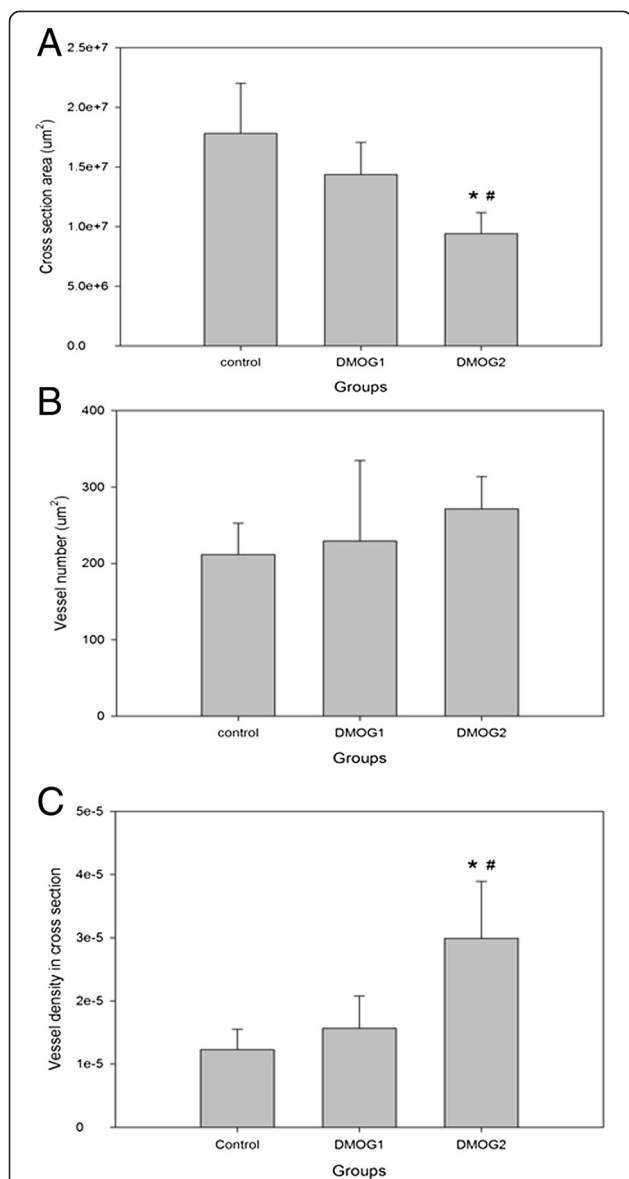 A
Cross section area (um²)
2.5e+7
2.0e+7
1.5e+7
1.0e+7
5.0e+6
0.0
* #
control DMOG1 DMOG2
Groups
B
Vessel number (um²)
400
300
200
100
0
control DMOG1 DMOG2
Groups
C
Vessel density in cross section
5e-5
4e-5
3e-5
2e-5
1e-5
0
* #
Control DMOG1 DMOG2
Groups